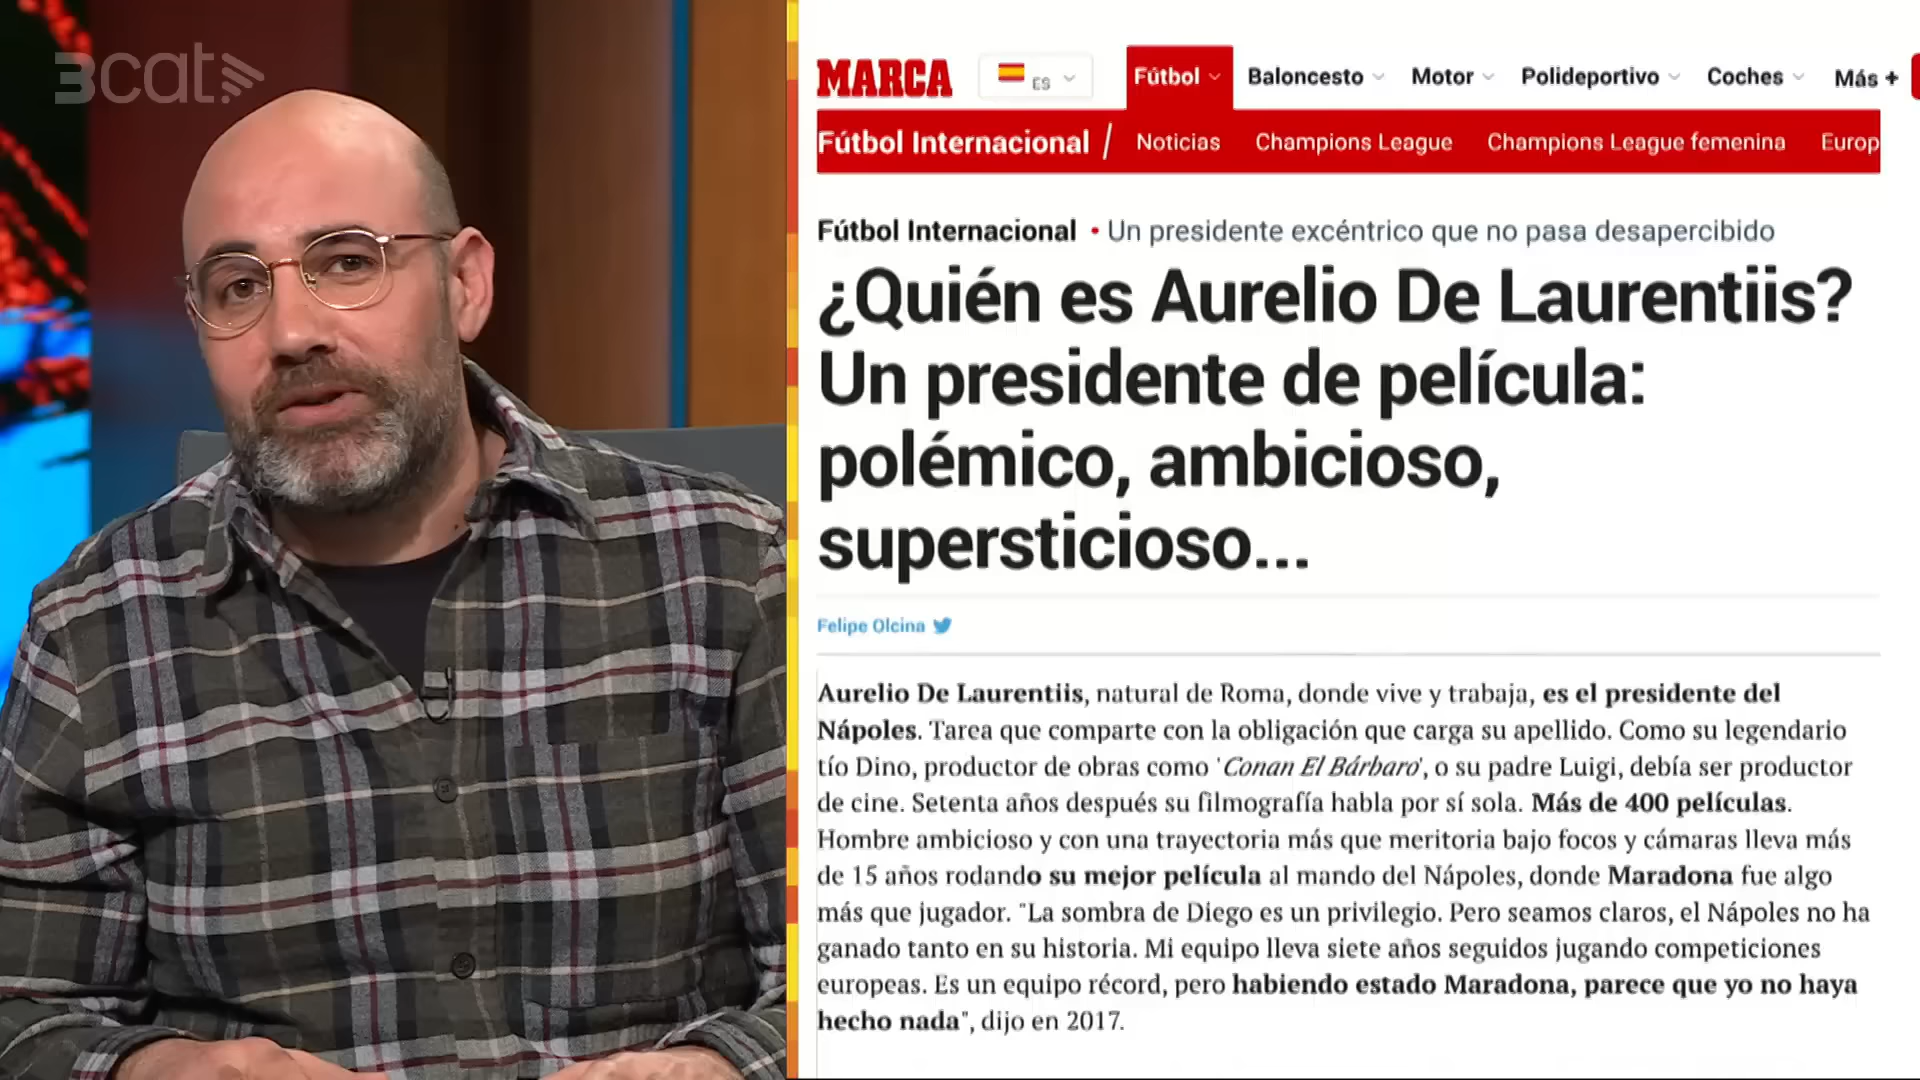 3cat
MARCA
ES
Fútbol
Baloncesto
Motor
Polideportivo
Coches
Más +
Fútbol Internacional /
Noticias
Champions League
Champions League femenina
Europ
Fútbol Internacional • Un presidente excéntrico que no pasa desapercibido
¿Quién es Aurelio De Laurentiis?
Un presidente de película:
polémico, ambicioso,
supersticioso...
Felipe Olcina
Aurelio De Laurentiis, natural de Roma, donde vive y trabaja, es el presidente del
Nápoles. Tarea que comparte con la obligación que carga su apellido. Como su legendario
tío Dino, productor de obras como 'Conan El Bárbaro', o su padre Luigi, debía ser productor
de cine. Setenta años después su filmografía habla por sí sola. Más de 400 películas.
Hombre ambicioso y con una trayectoria más que meritoria bajo focos y cámaras lleva más
de 15 años rodando su mejor película al mando del Nápoles, donde Maradona fue algo
más que jugador. "La sombra de Diego es un privilegio. Pero seamos claros, el Nápoles no ha
ganado tanto en su historia. Mi equipo lleva siete años seguidos jugando competiciones
europeas. Es un equipo récord, pero habiendo estado Maradona, parece que yo no haya
hecho nada", dijo en 2017.